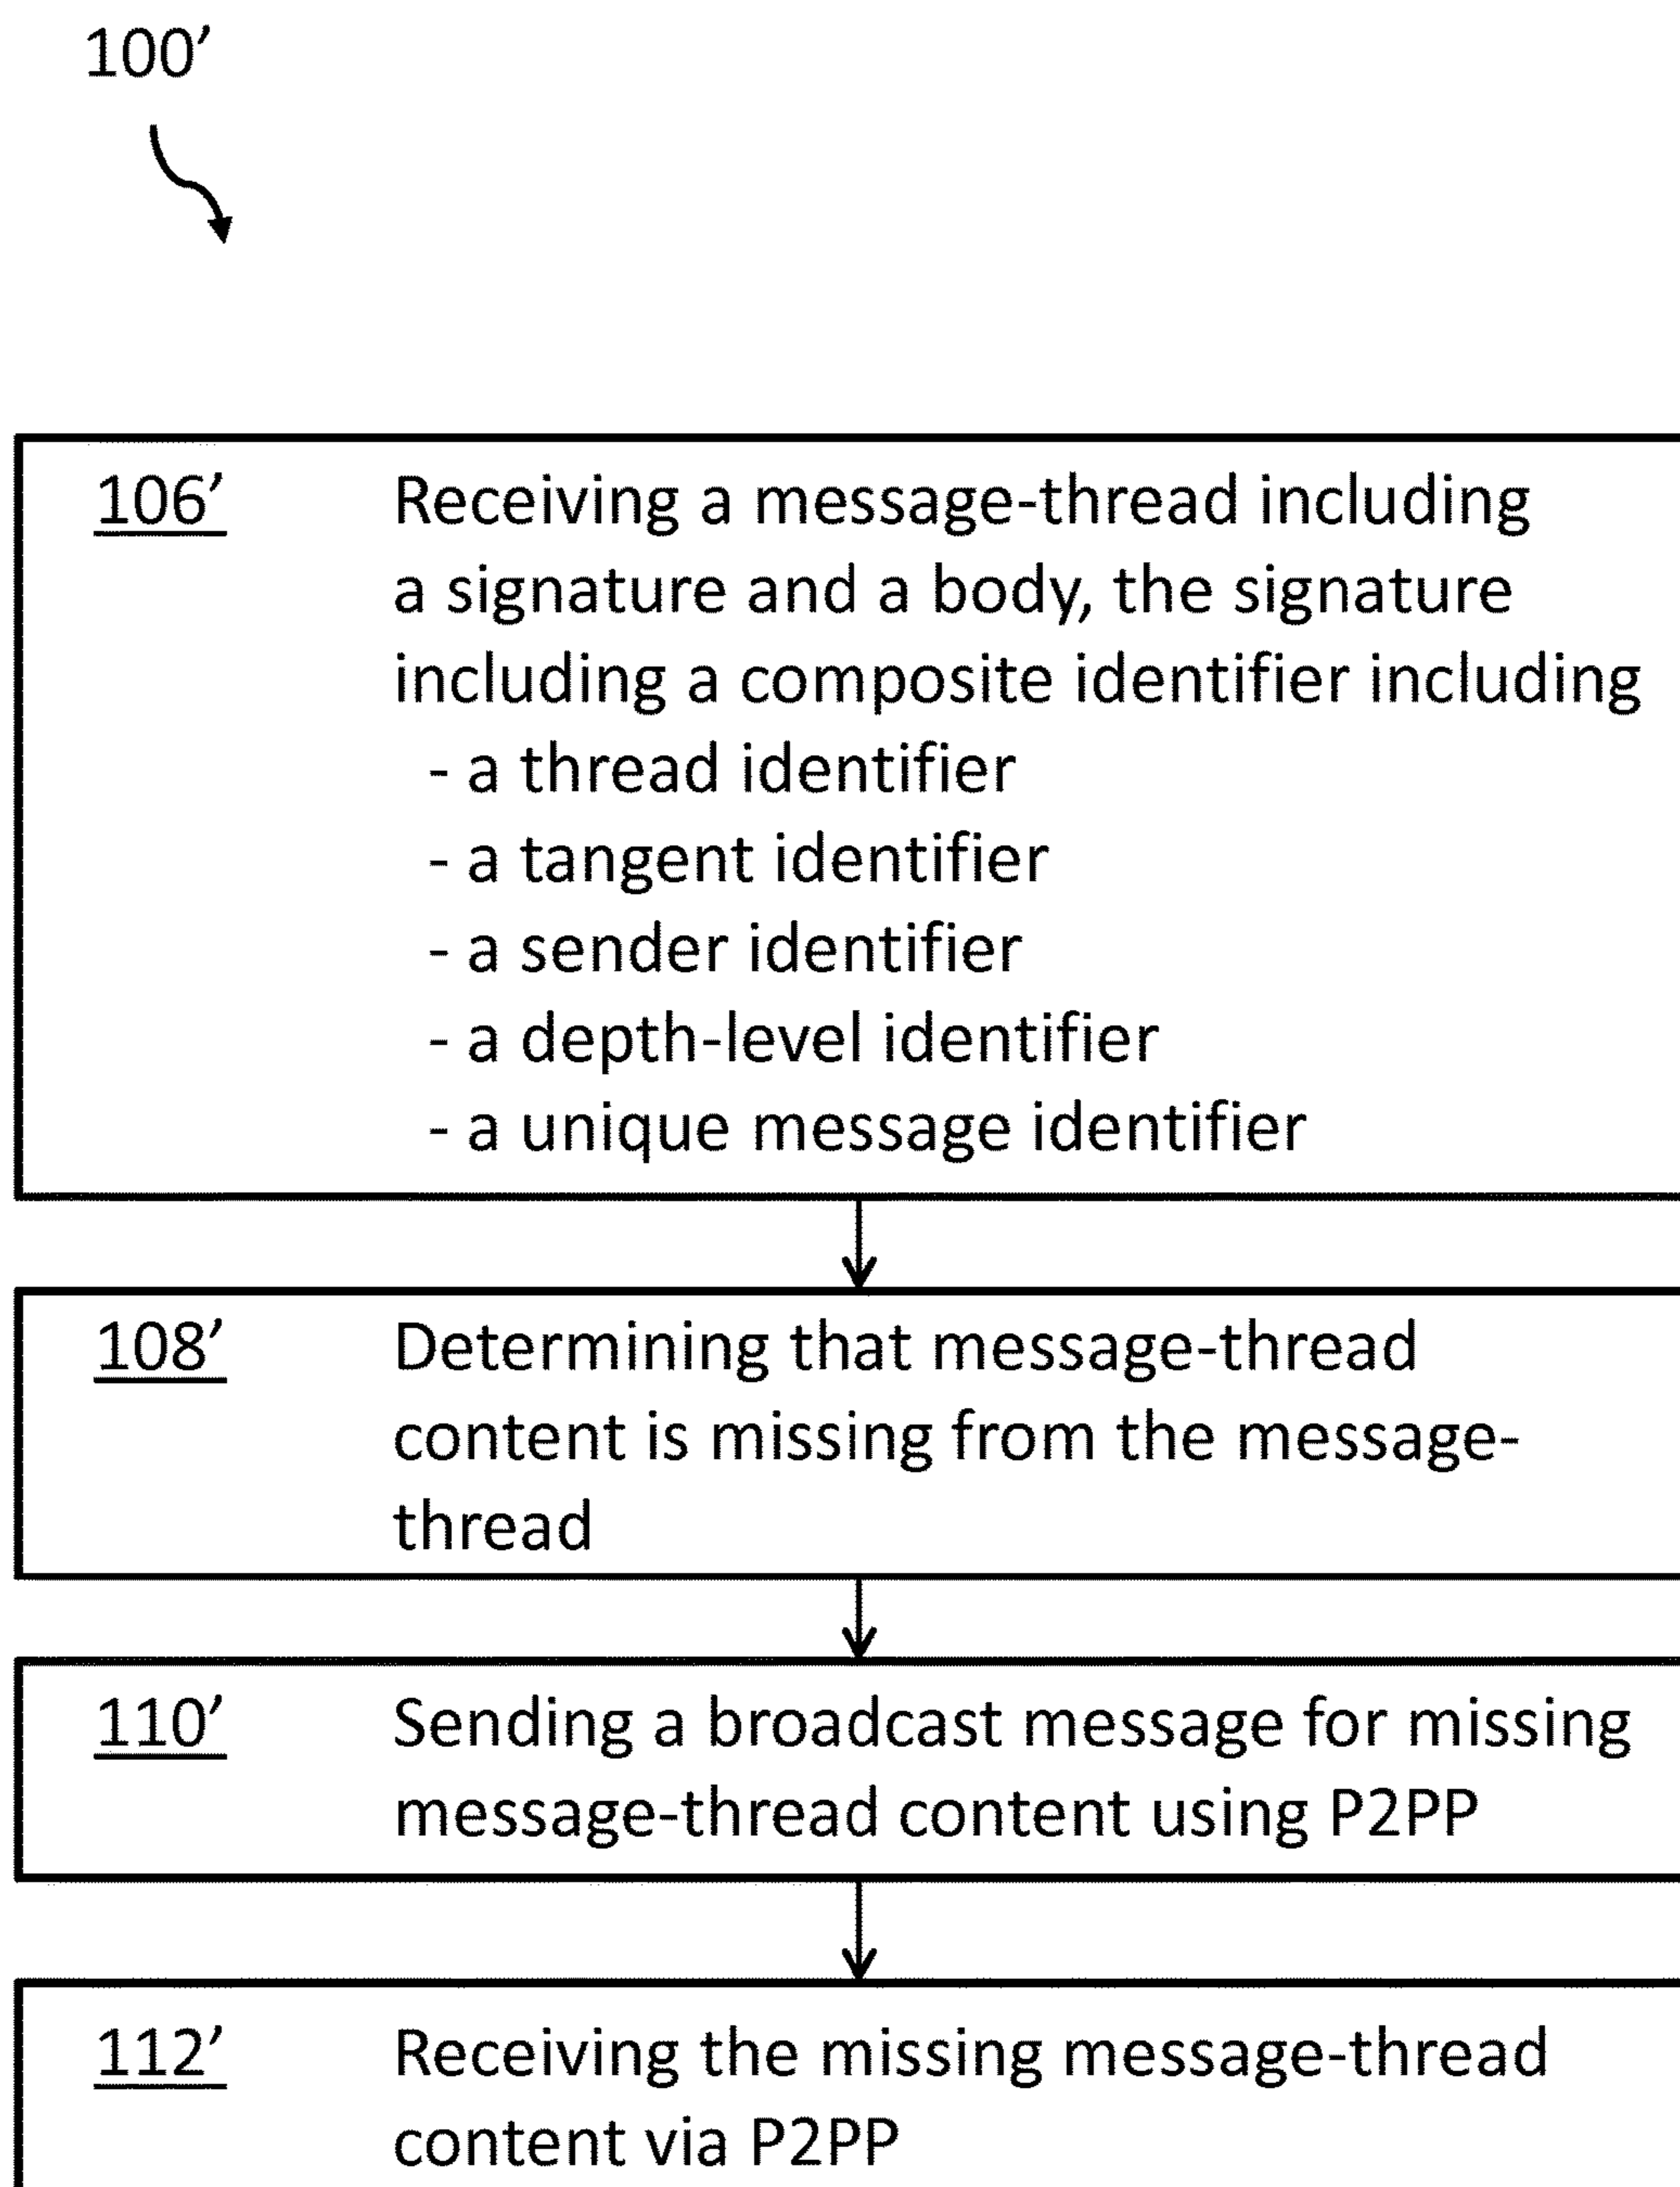 100’
106’ Receiving a message-thread including
a signature and a body, the signature
including a composite identifier including
- a thread identifier
- a tangent identifier
- a sender identifier
- a depth-level identifier
- a unique message identifier
108’ Determining that message-thread
content is missing from the message-
thread
110’ Sending a broadcast message for missing
message-thread content using P2PP
112’ Receiving the missing message-thread
content via P2PP